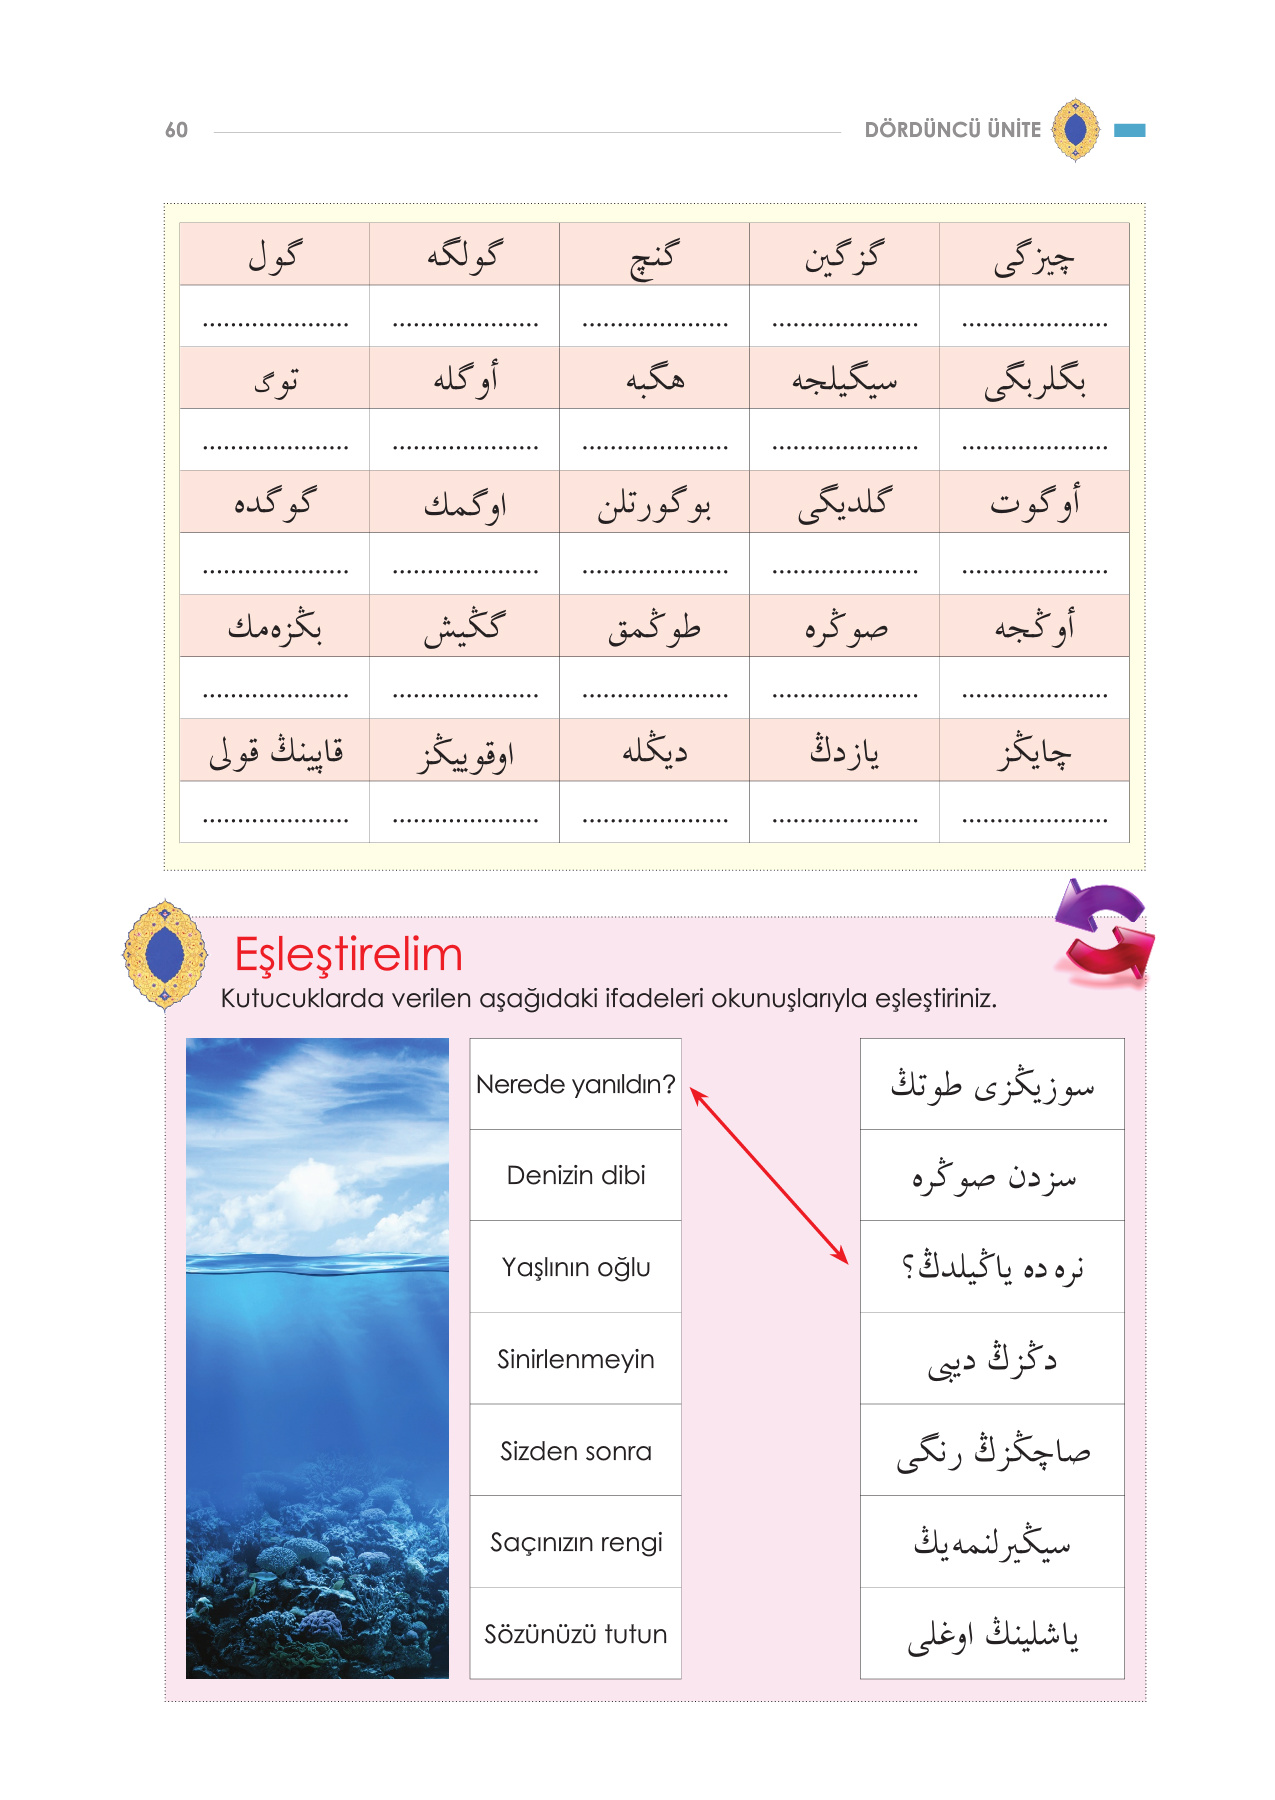 60
DÖRDÜNCÜ ÜNİTE
چیزگی گزگین گنچ گولگه گول
..................... ..................... ..................... ..................... .....................
بگلربگی سیگیلجه هگبه أوگله توگ
..................... ..................... ..................... ..................... .....................
أوگوت گلدیگی بوگورتلن اوگمك گوگده
..................... ..................... ..................... ..................... .....................
أوڭجه صوڭره طوڭمق گڭیش بڭزه‌مك
..................... ..................... ..................... ..................... .....................
چایڭز یازدڭ دیڭله اوقوییڭز قاپینڭ قولی
..................... ..................... ..................... ..................... .....................
Eşleştirelim
Kutucuklarda verilen aşağıdaki ifadeleri okunuşlarıyla eşleştiriniz.
Nerede yanıldın?
سوزیڭزی طوتڭ
Denizin dibi
سزدن صوڭره
Yaşlının oğlu
نره‌ده یاڭیلدڭ؟
Sinirlenmeyin
دڭزڭ دیبی
Sizden sonra
صاچڭزڭ رنگی
Saçınızın rengi
سیڭیرلنمه‌یڭ
Sözünüzü tutun
یاشلینڭ اوغلی